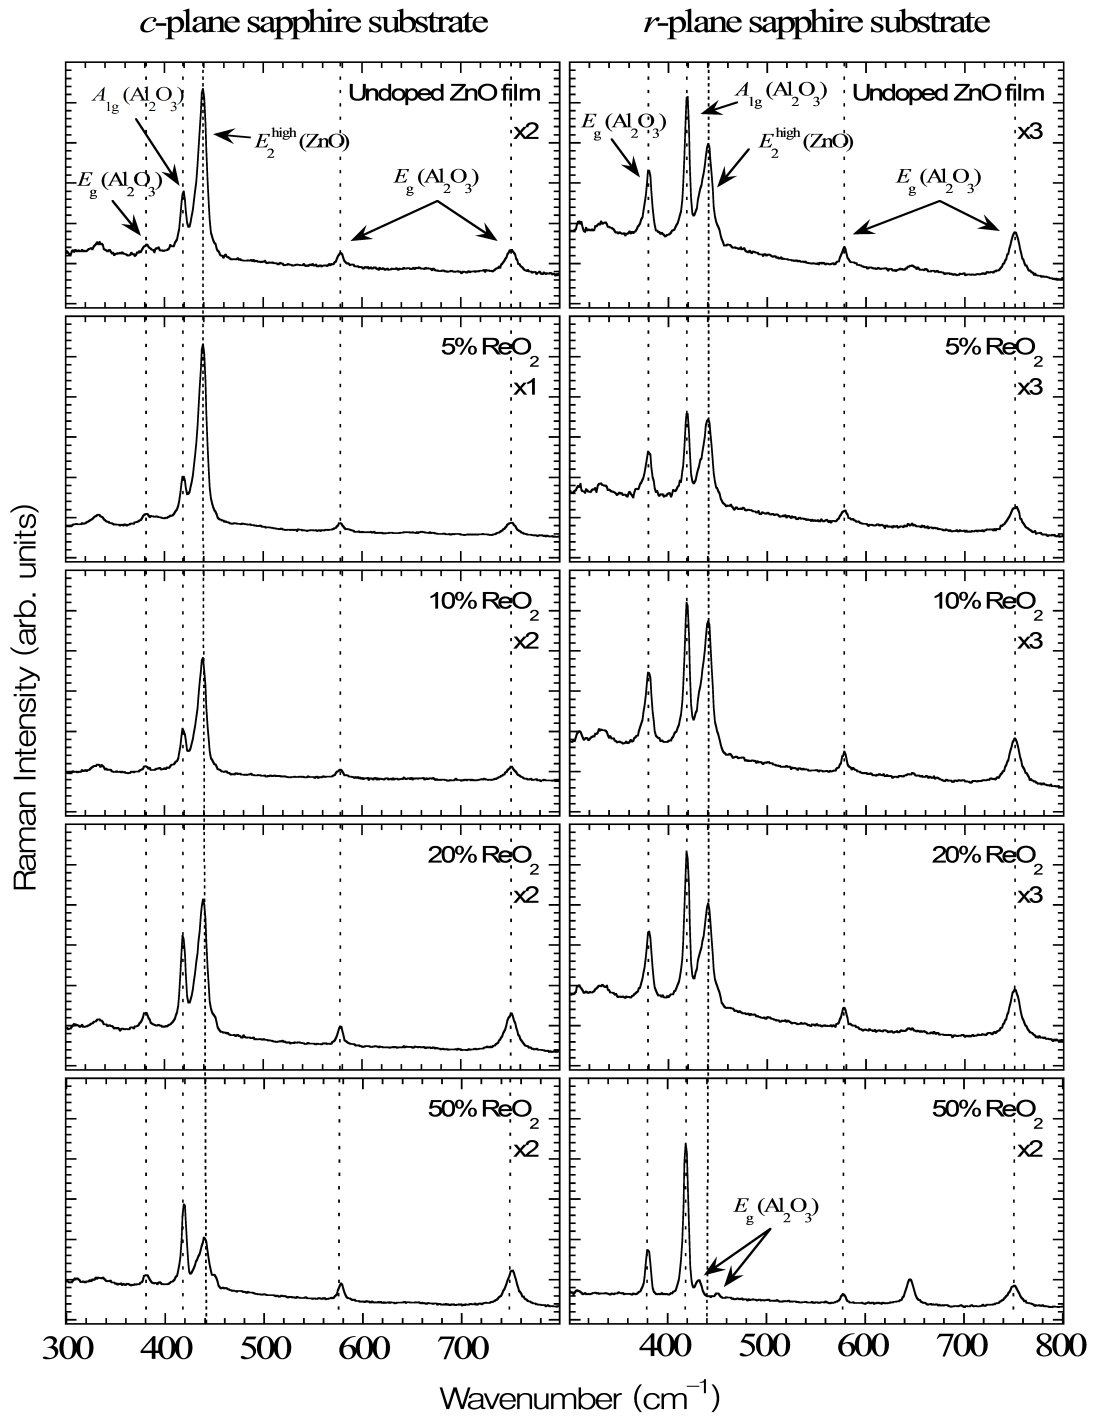 c-plane sapphire substrate
r-plane sapphire substrate
Undoped ZnO film
x2
A1g (Al2O3)
E2high (ZnO)
Eg (Al2O3)
Eg (Al2O3)
Undoped ZnO film
x3
A1g (Al2O3)
Eg (Al2O3)
E2high (ZnO)
Eg (Al2O3)
5% ReO2
x1
5% ReO2
x3
10% ReO2
x2
10% ReO2
x3
20% ReO2
x2
20% ReO2
x3
50% ReO2
x2
50% ReO2
x2
Eg (Al2O3)
Raman Intensity (arb. units)
300 400 500 600 700
400 500 600 700 800
Wavenumber (cm−1)